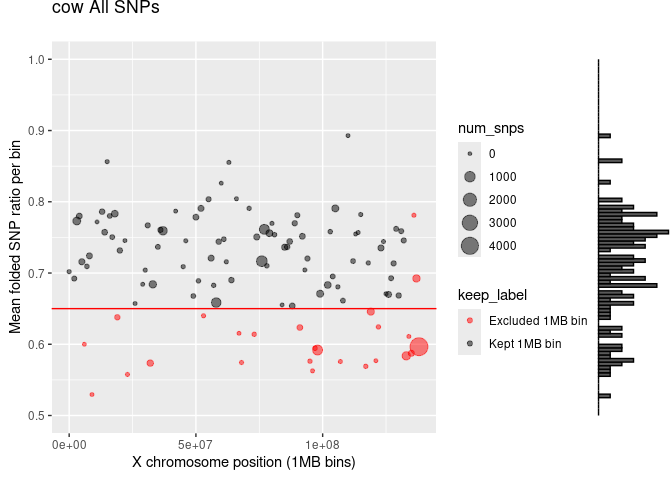 cow All SNPs
Mean folded SNP ratio per bin
1.0
0.9
0.8
0.7
0.6
0.5
0e+00
5e+07
1e+08
X chromosome position (1MB bins)
num_snps
0
1000
2000
3000
4000
keep_label
Excluded 1MB bin
Kept 1MB bin